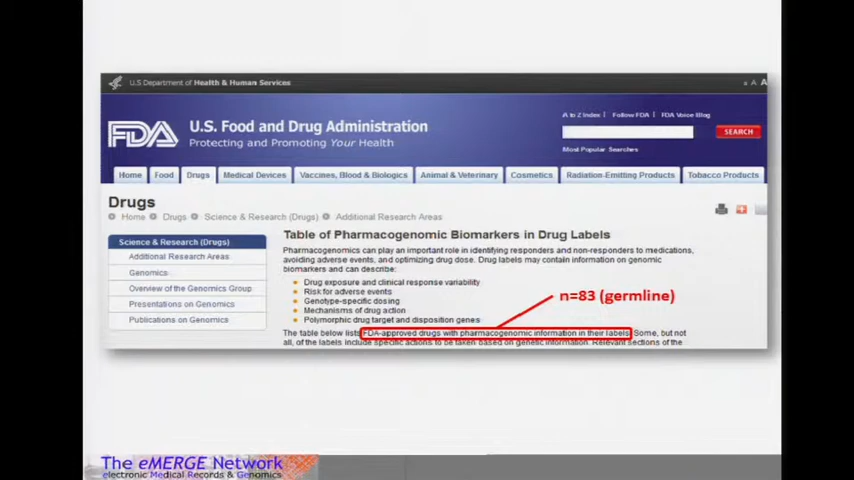 U.S. Department of Health & Human Services
A A A
FDA
U.S. Food and Drug Administration
Protecting and Promoting Your Health
A to Z Index | Follow FDA | FDA Voice Blog
SEARCH
Most Popular Searches
Home Food Drugs Medical Devices Vaccines, Blood & Biologics Animal & Veterinary Cosmetics Radiation-Emitting Products Tobacco Products
Drugs
Home Drugs Science & Research (Drugs) Additional Research Areas
Science & Research (Drugs)
Additional Research Areas
Genomics
Overview of the Genomics Group
Presentations on Genomics
Publications on Genomics
Table of Pharmacogenomic Biomarkers in Drug Labels
Pharmacogenomics can play an important role in identifying responders and non-responders to medications,
avoiding adverse events, and optimizing drug dose. Drug labels may contain information on genomic
biomarkers and can describe:
Drug exposure and clinical response variability
Risk for adverse events
Genotype-specific dosing
Mechanisms of drug action
Polymorphic drug target and disposition genes
n=83 (germline)
The table below lists FDA-approved drugs with pharmacogenomic information in their labels. Some, but not
all, of the labels include specific actions to be taken based on genetic information. Relevant sections of the
The eMERGE Network
electronic Medical Records & Genomics